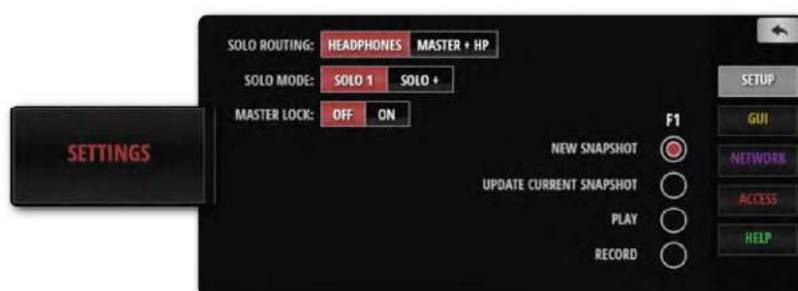 SETTINGS
SOLO ROUTING: HEADPHONES MASTER + HP
SOLO MODE: SOLO 1 SOLO +
MASTER LOCK: OFF ON
F1
NEW SNAPSHOT
UPDATE CURRENT SNAPSHOT
PLAY
RECORD
SETUP
GUI
NETWORK
ACCESS
HELP